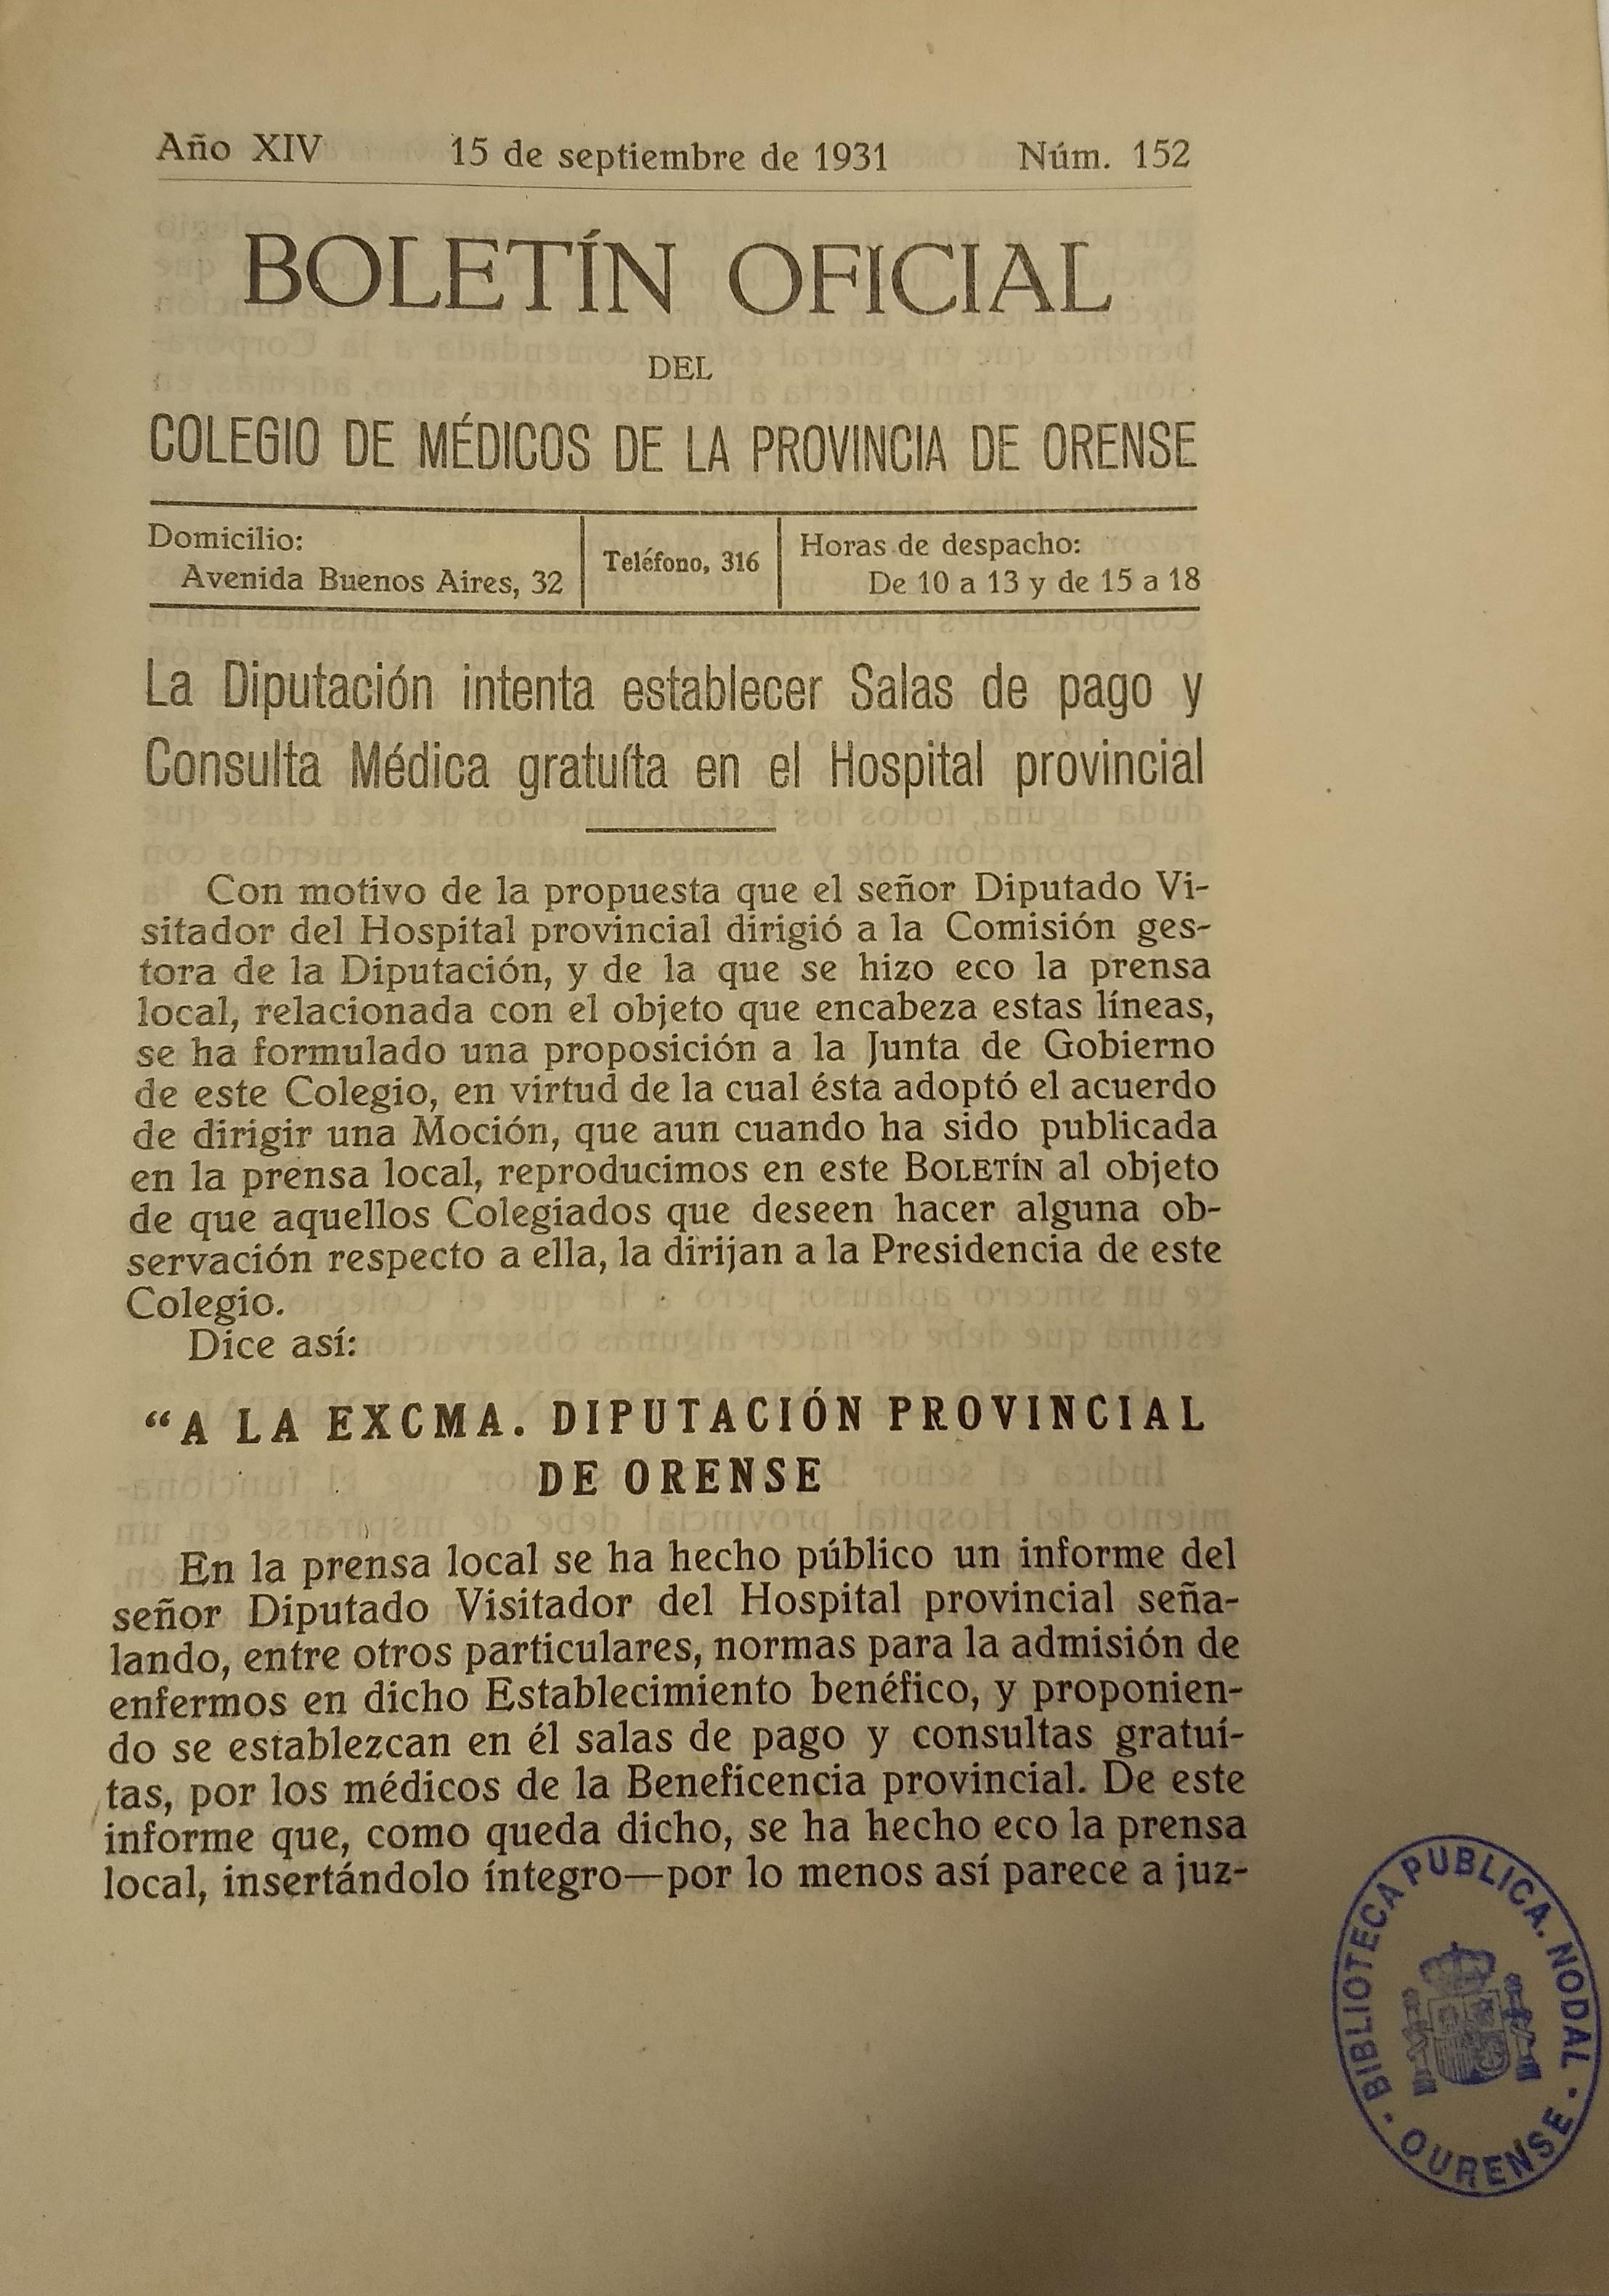 Año XIV 15 de septiembre de 1931 Núm. 152
BOLETÍN OFICIAL
DEL
COLEGIO DE MÉDICOS DE LA PROVINCIA DE ORENSE
Domicilio:
Avenida Buenos Aires, 32
Teléfono, 316
Horas de despacho:
De 10 a 13 y de 15 a 18
La Diputación intenta establecer Salas de pago y
Consulta Médica gratuíta en el Hospital provincial
Con motivo de la propuesta que el señor Diputado Vi-
sitador del Hospital provincial dirigió a la Comisión ges-
tora de la Diputación, y de la que se hizo eco la prensa
local, relacionada con el objeto que encabeza estas líneas,
se ha formulado una proposición a la Junta de Gobierno
de este Colegio, en virtud de la cual ésta adoptó el acuerdo
de dirigir una Moción, que aun cuando ha sido publicada
en la prensa local, reproducimos en este BOLETÍN al objeto
de que aquellos Colegiados que deseen hacer alguna ob-
servación respecto a ella, la dirijan a la Presidencia de este
Colegio.
Dice así:
“A LA EXCMA. DIPUTACIÓN PROVINCIAL
DE ORENSE
En la prensa local se ha hecho público un informe del
señor Diputado Visitador del Hospital provincial seña-
lando, entre otros particulares, normas para la admisión de
enfermos en dicho Establecimiento benéfico, y proponien-
do se establezcan en él salas de pago y consultas gratuí-
tas, por los médicos de la Beneficencia provincial. De este
informe que, como queda dicho, se ha hecho eco la prensa
local, insertándolo íntegro—por lo menos así parece a juz-
BIBLIOTECA PÚBLICA. NODAL · OURENSE ·